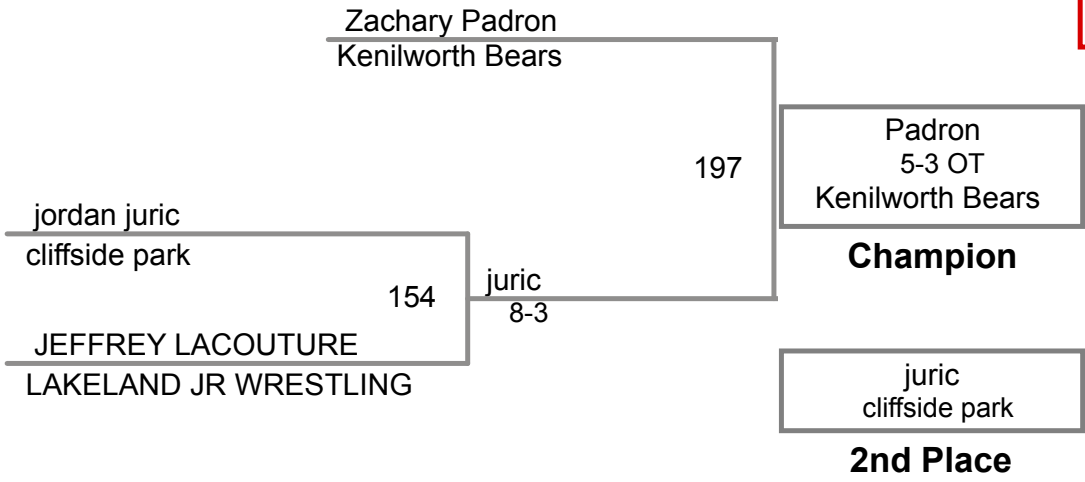 Zachary Padron
Kenilworth Bears
197
Padron
5-3 OT
Kenilworth Bears
Champion
jordan juric
cliffside park
154
juric
8-3
JEFFREY LACOUTURE
LAKELAND JR WRESTLING
juric
cliffside park
2nd Place